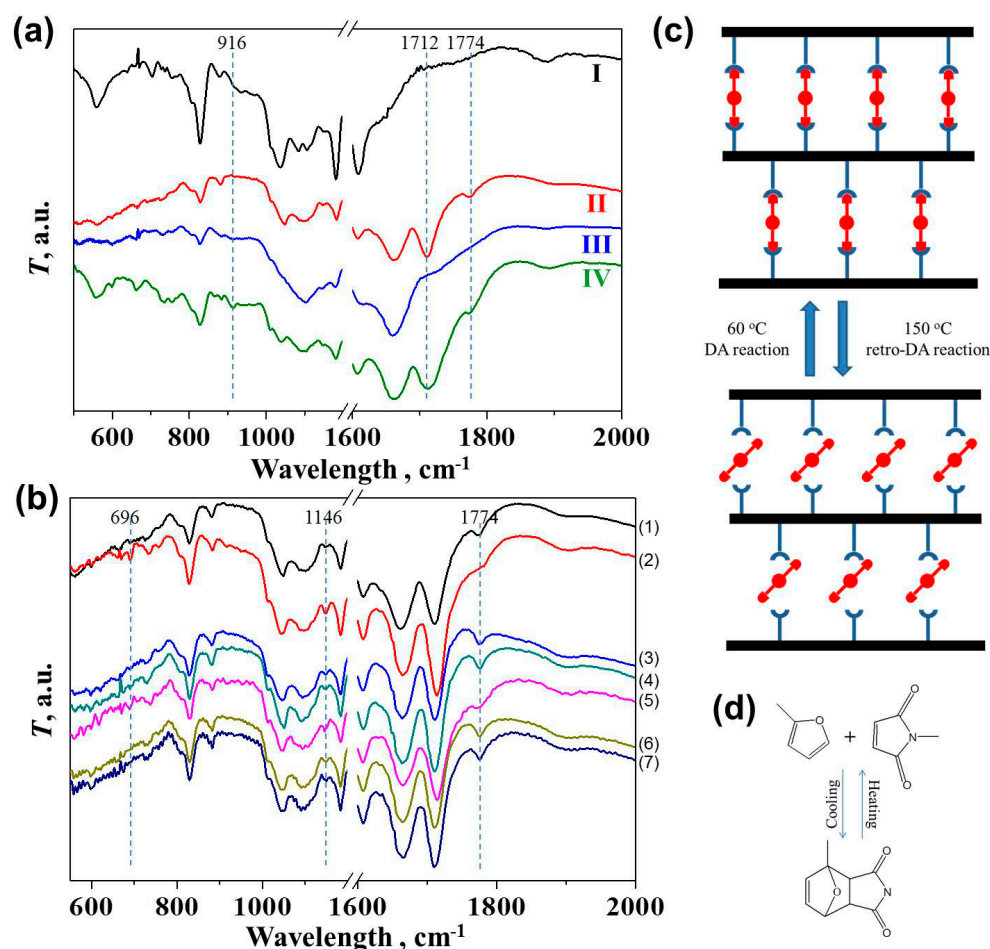 (a)
916
1712
1774
I
II
III
IV
T, a.u.
600
800
1000
1600
1800
2000
Wavelength , cm-1
(b)
696
1146
1774
(1)
(2)
(3)
(4)
(5)
(6)
(7)
T, a.u.
600
800
1000
1600
1800
2000
Wavelength , cm-1
(c)
60 °C
DA reaction
150 °C
retro-DA reaction
(d)
O
+
O
N
O
Cooling
Heating
O
O
N
O